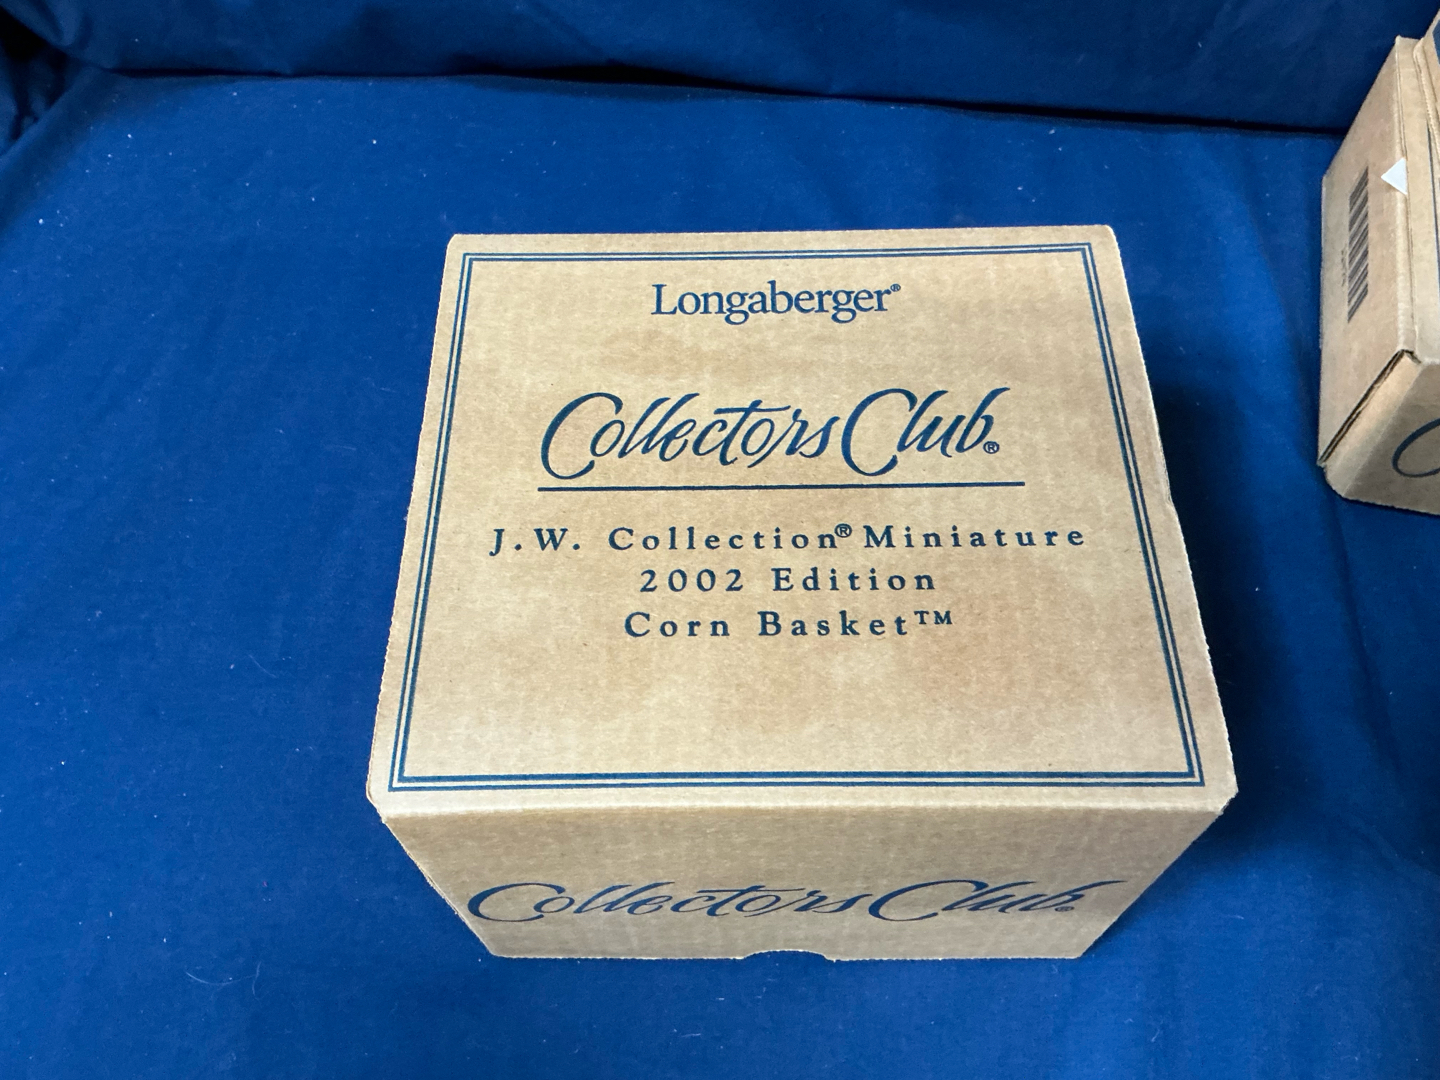 Longaberger®
Collectors Club®
J.W. Collection® Miniature
2002 Edition
Corn Basket™
Collectors Club®